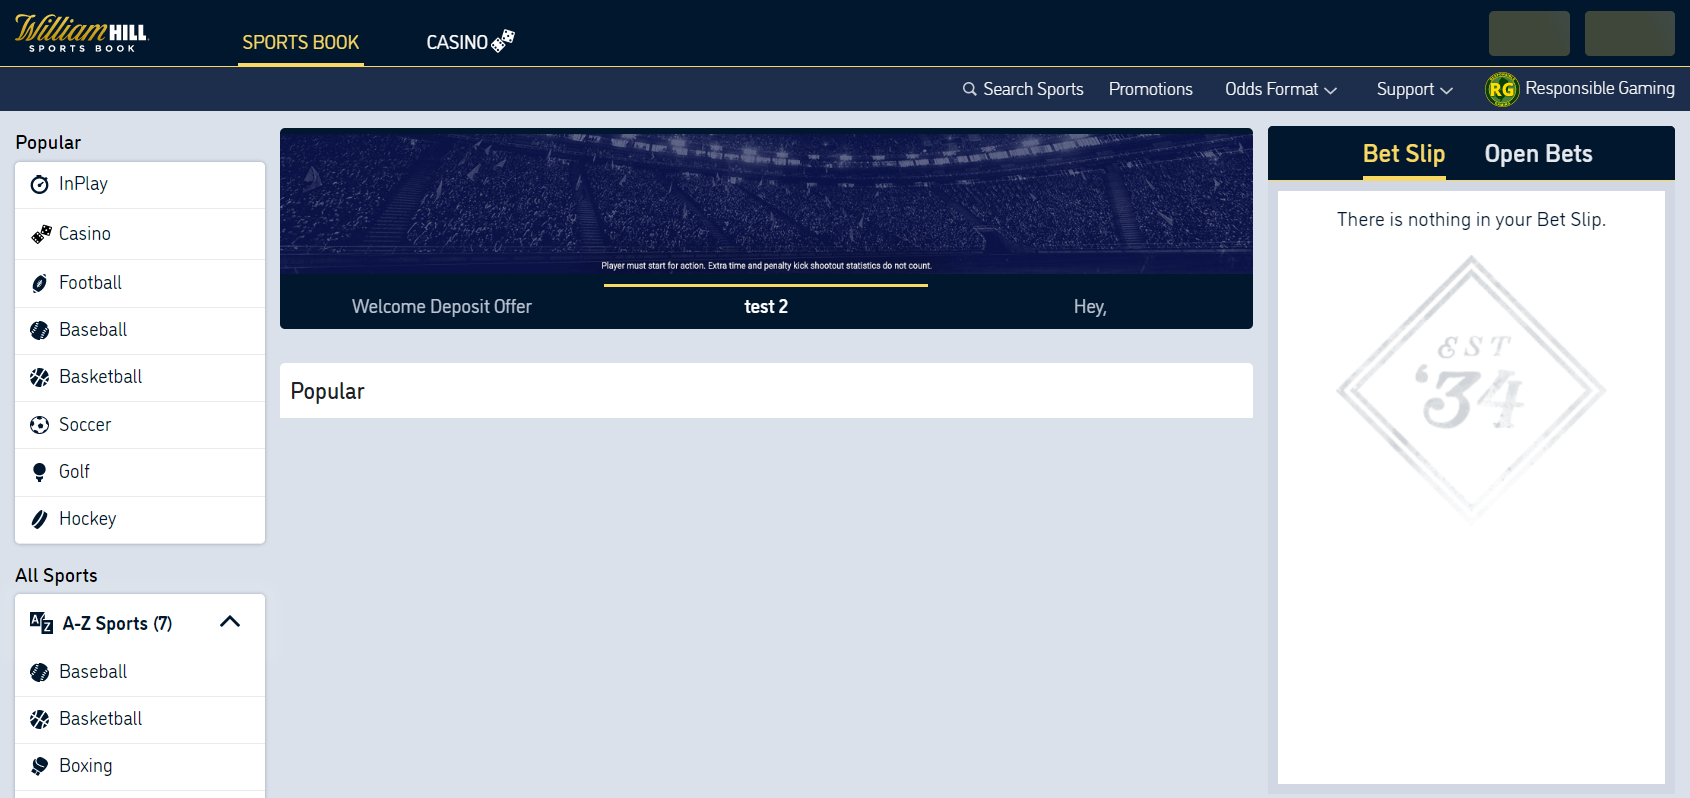 William HILL
SPORTS BOOK
SPORTS BOOK
CASINO
Search Sports
Promotions
Odds Format
Support
RG
Responsible Gaming
Popular
InPlay
Casino
Football
Baseball
Basketball
Soccer
Golf
Hockey
All Sports
A-Z Sports (7)
Baseball
Basketball
Boxing
Player must start for action. Extra time and penalty kick shootout statistics do not count.
Welcome Deposit Offer
test 2
Hey,
Popular
Bet Slip
Open Bets
There is nothing in your Bet Slip.
EST
‘34